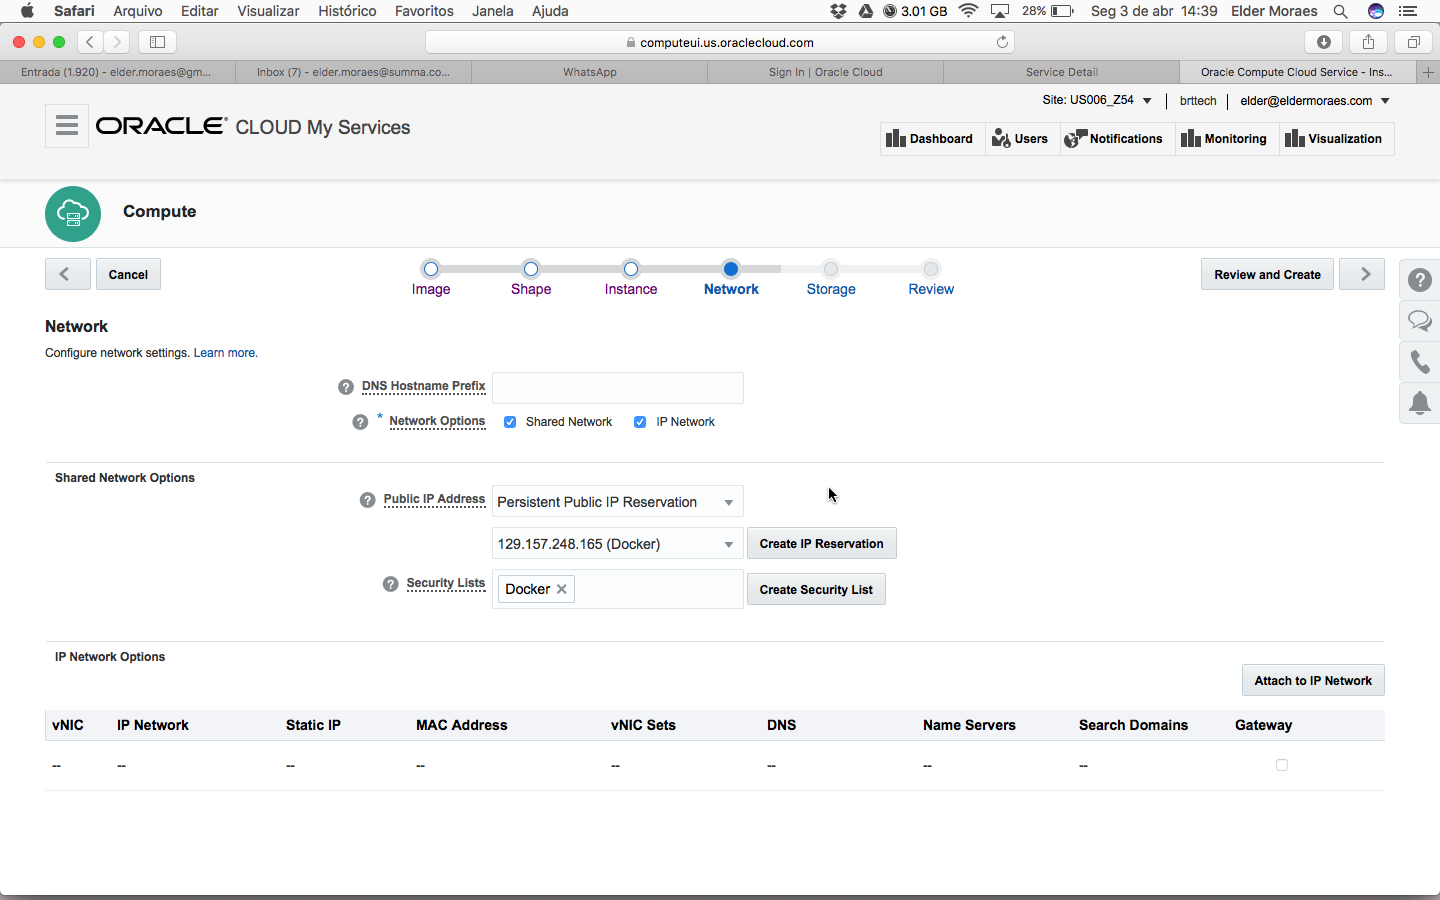 Safari Arquivo Editar Visualizar Histórico Favoritos Janela Ajuda 3.01 GB 28% Seg 3 de abr 14:39 Elder Moraes
computeui.us.oraclecloud.com
Entrada (1.920) - elder.moraes@gm... Inbox (7) - elder.moraes@summa.co... WhatsApp Sign In | Oracle Cloud Service Detail Oracle Compute Cloud Service - Ins...
Site: US006_Z54 brttech elder@eldermoraes.com
ORACLE CLOUD My Services
Dashboard Users Notifications Monitoring Visualization
Compute
Cancel Review and Create
Image Shape Instance Network Storage Review
Network
Configure network settings. Learn more.
DNS Hostname Prefix
* Network Options Shared Network IP Network
Shared Network Options
Public IP Address Persistent Public IP Reservation
129.157.248.165 (Docker) Create IP Reservation
Security Lists Docker Create Security List
IP Network Options
Attach to IP Network
vNIC IP Network Static IP MAC Address vNIC Sets DNS Name Servers Search Domains Gateway
-- -- -- -- -- -- -- --